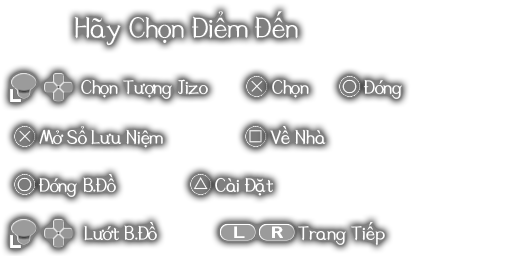 Hãy Chọn Điểm Đến
L Chọn Tượng Jizo Chọn Đóng
Mở Sổ Lưu Niệm Về Nhà
Đóng B.Đồ Cài Đặt
L Lướt B.Đồ L R Trang Tiếp